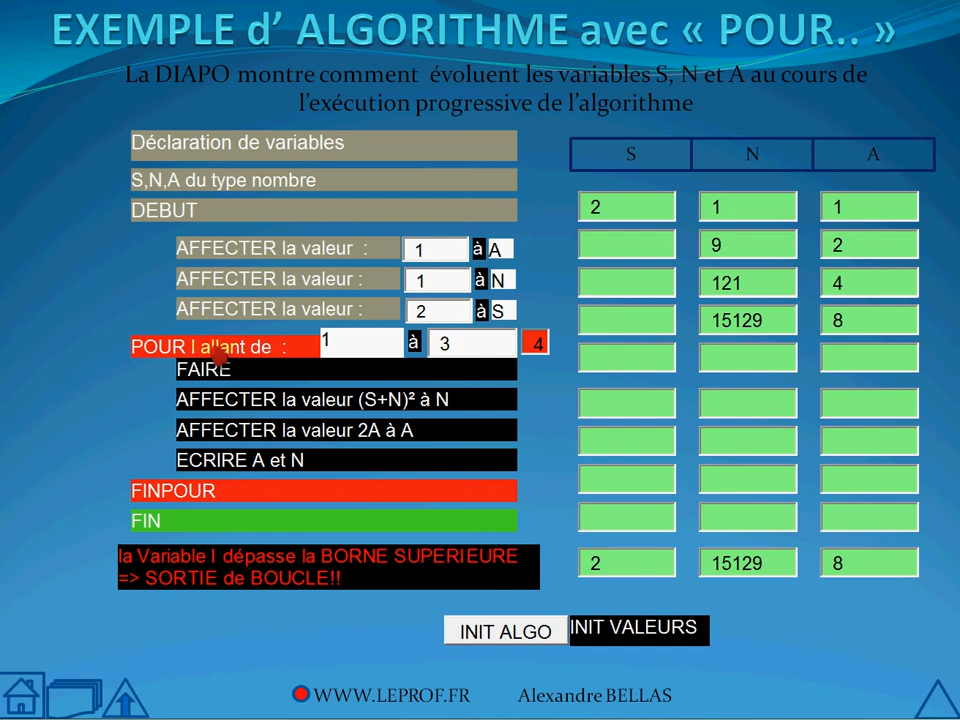 EXEMPLE d’ ALGORITHME avec « POUR.. »
La DIAPO montre comment évoluent les variables S, N et A au cours de
l’exécution progressive de l’algorithme
Déclaration de variables
S N A
S,N,A du type nombre
DEBUT
2 1 1
AFFECTER la valeur : 1 à A
9 2
AFFECTER la valeur : 1 à N
121 4
AFFECTER la valeur : 2 à S
15129 8
POUR I allant de : 1 à 3 4
FAIRE
AFFECTER la valeur (S+N)² à N
AFFECTER la valeur 2A à A
ECRIRE A et N
FINPOUR
FIN
la Variable I dépasse la BORNE SUPERIEURE
=> SORTIE de BOUCLE!!
2 15129 8
INIT ALGO INIT VALEURS
WWW.LEPROF.FR Alexandre BELLAS